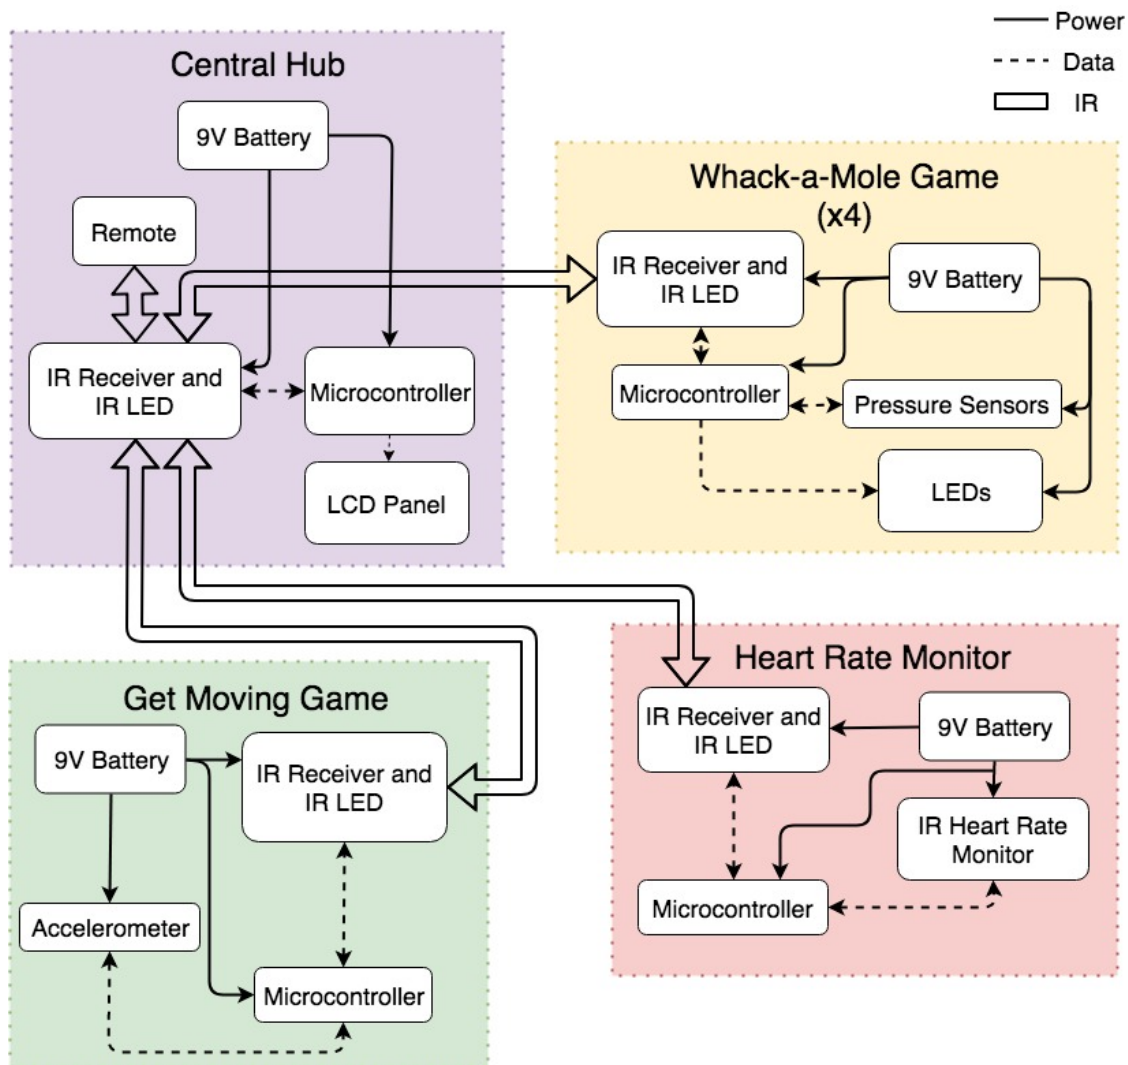 Power
Data
IR
Central Hub
9V Battery
Remote
IR Receiver and
IR LED
Microcontroller
LCD Panel
Whack-a-Mole Game
(x4)
IR Receiver and
IR LED
9V Battery
Microcontroller
Pressure Sensors
LEDs
Get Moving Game
9V Battery
IR Receiver and
IR LED
Accelerometer
Microcontroller
Heart Rate Monitor
IR Receiver and
IR LED
9V Battery
IR Heart Rate
Monitor
Microcontroller